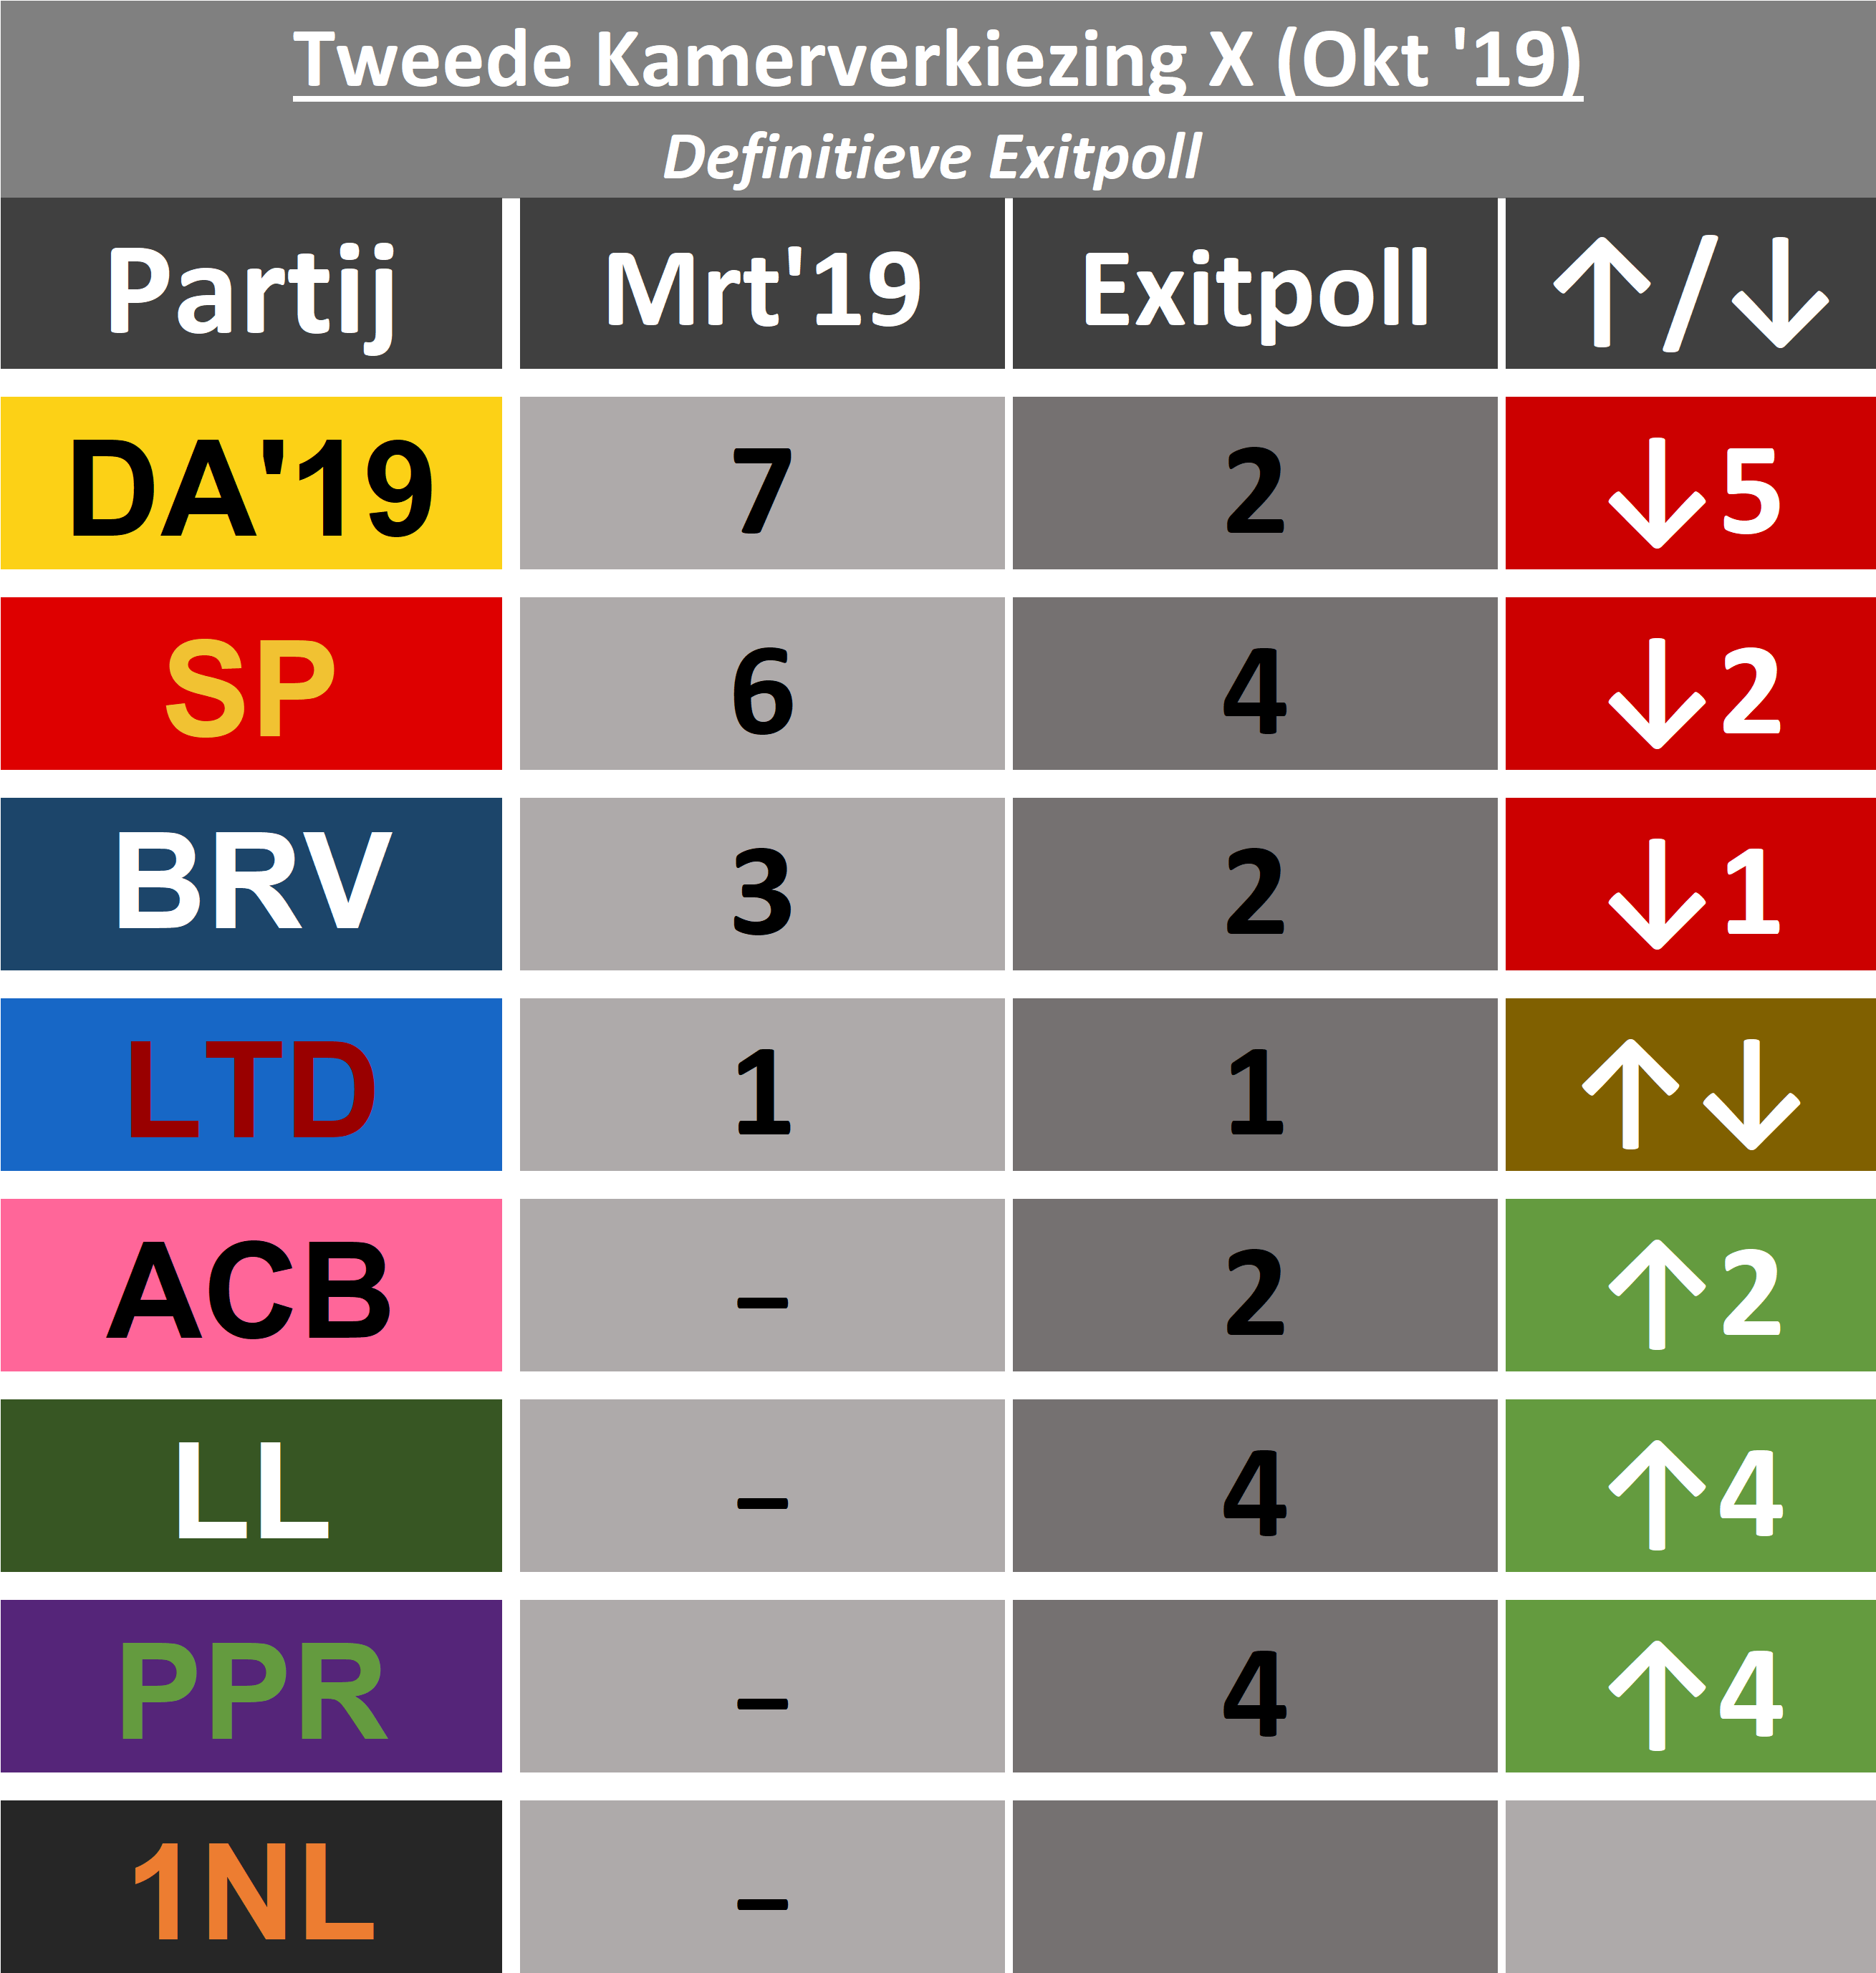 Tweede Kamerverkiezing X (Okt '19)
Definitieve Exitpoll
Partij Mrt'19 Exitpoll ↑/↓
DA'19 7 2 ↓5
SP 6 4 ↓2
BRV 3 2 ↓1
LTD 1 1 ↑↓
ACB – 2 ↑2
LL – 4 ↑4
PPR – 4 ↑4
1NL –